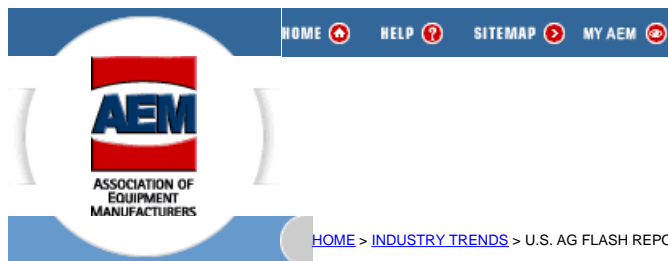 HOME HELP SITEMAP MY AEM
AEM
ASSOCIATION OF
EQUIPMENT
MANUFACTURERS
HOME > INDUSTRY TRENDS > U.S. AG FLASH REPO